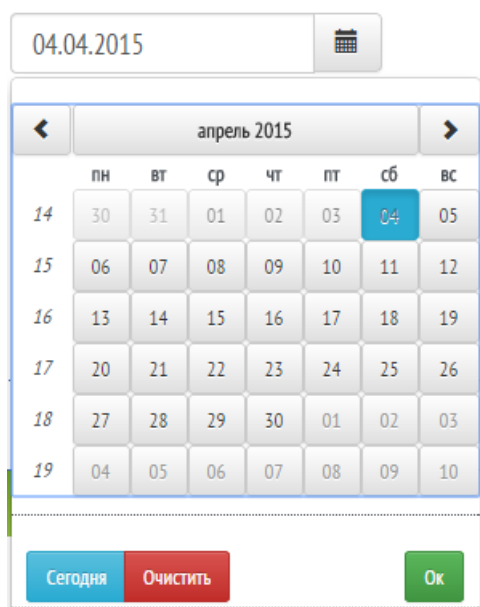 04.04.2015
апрель 2015
пн вт ср чт пт сб вс
14 30 31 01 02 03 04 05
15 06 07 08 09 10 11 12
16 13 14 15 16 17 18 19
17 20 21 22 23 24 25 26
18 27 28 29 30 01 02 03
19 04 05 06 07 08 09 10
Сегодня Очистить Ок